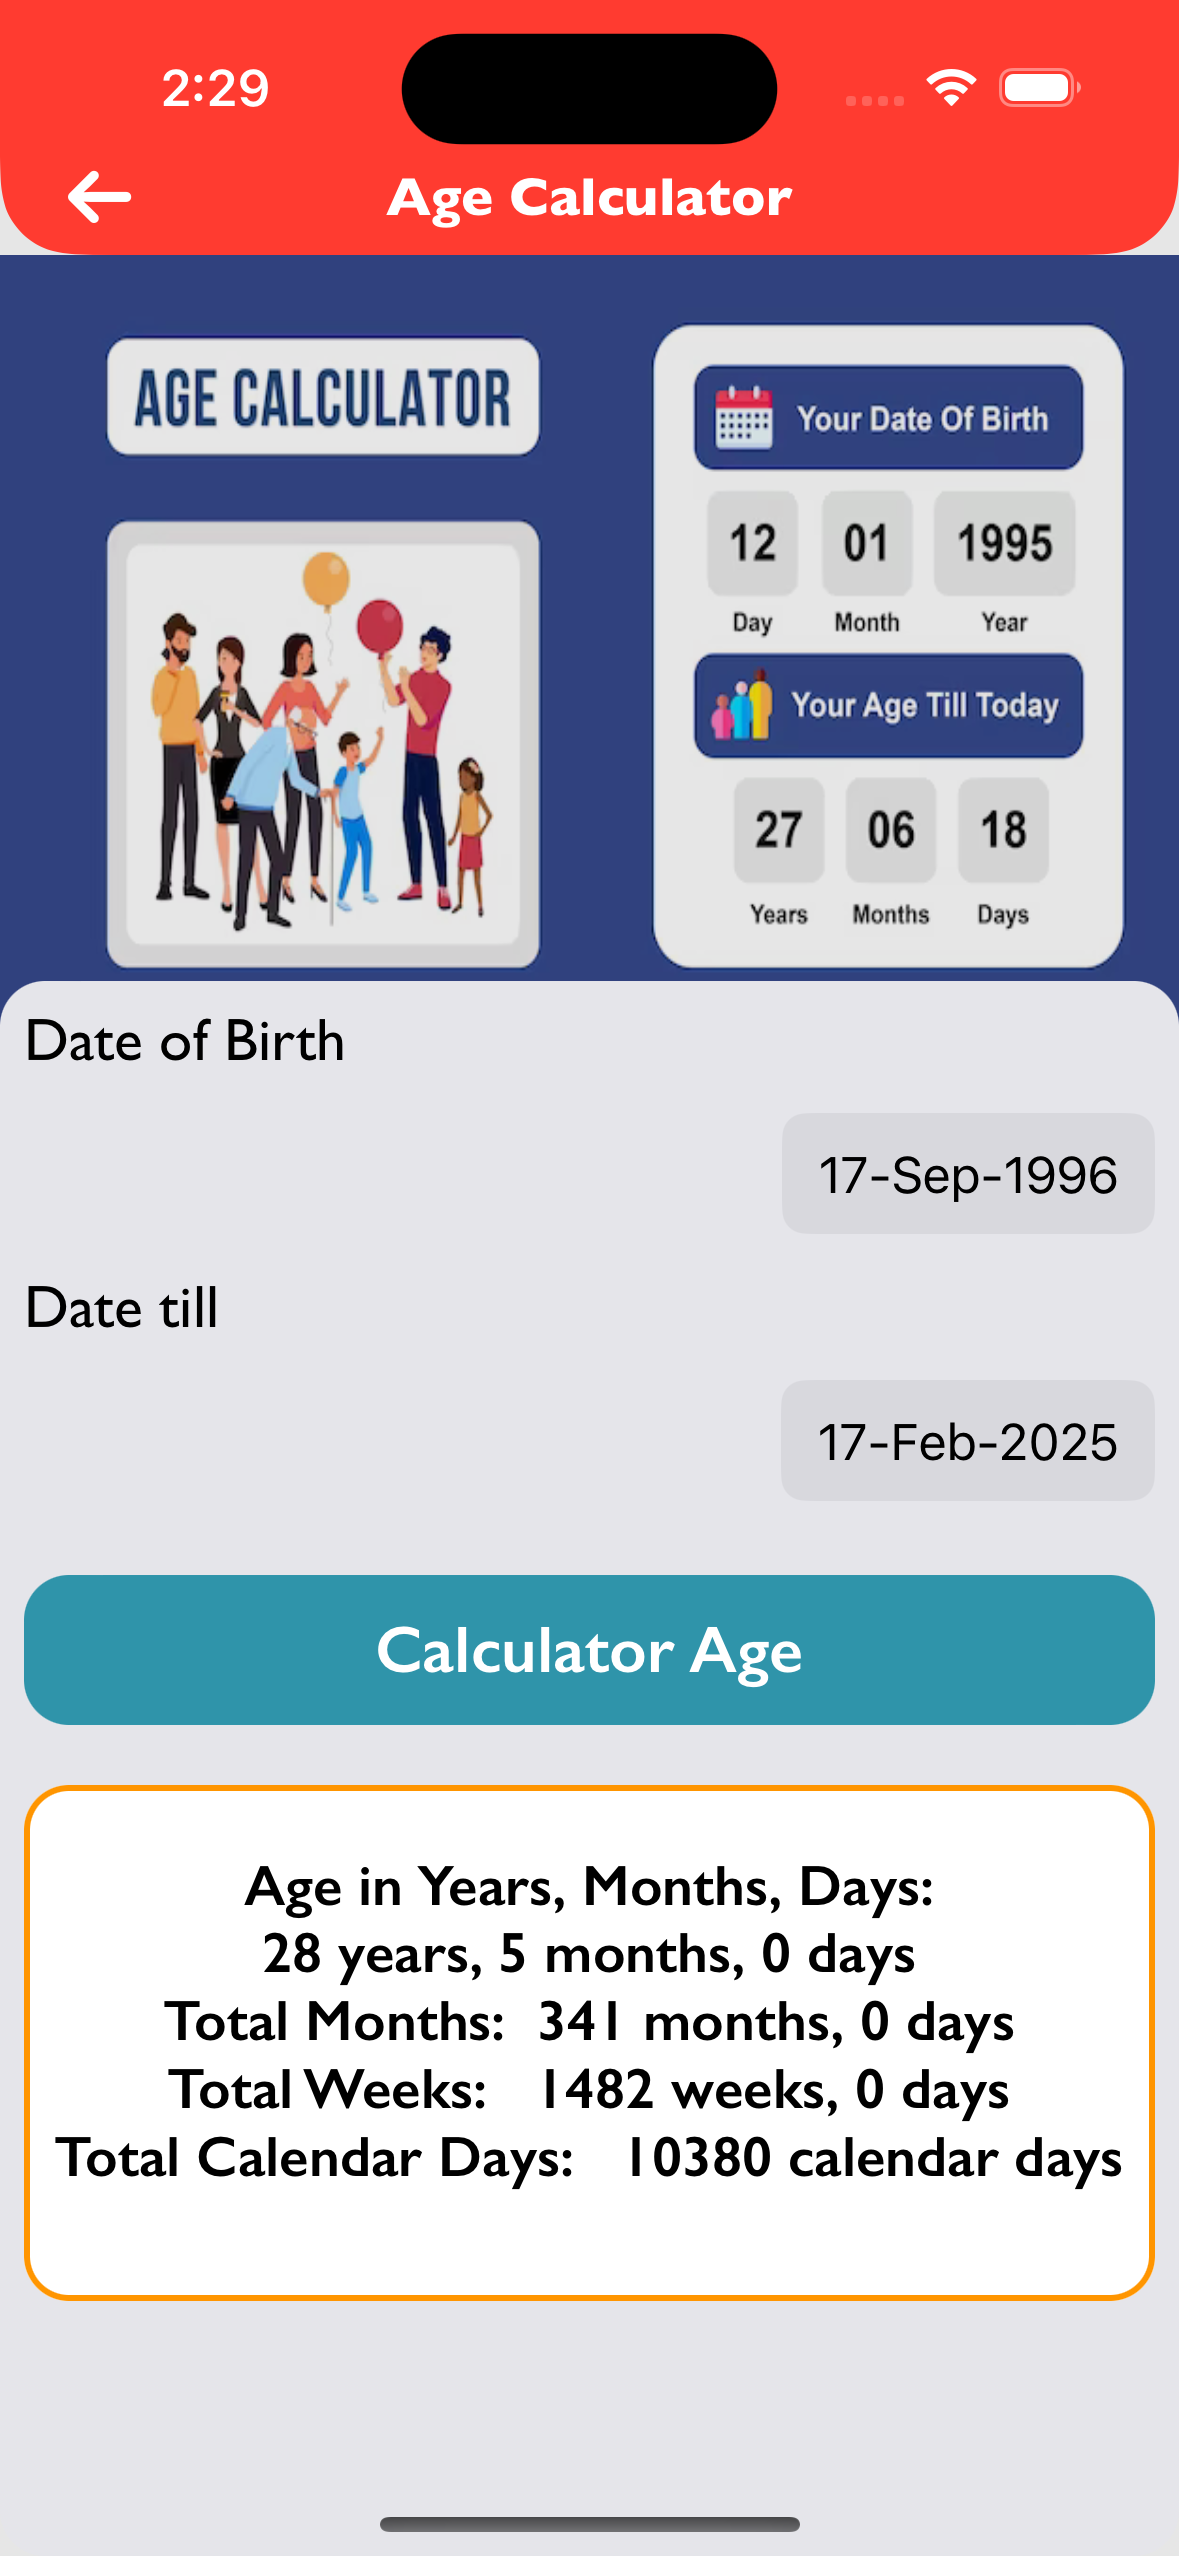 2:29
Age Calculator
AGE CALCULATOR
Your Date Of Birth
12 01 1995
Day Month Year
Your Age Till Today
27 06 18
Years Months Days
Date of Birth
17-Sep-1996
Date till
17-Feb-2025
Calculator Age
Age in Years, Months, Days:
28 years, 5 months, 0 days
Total Months: 341 months, 0 days
Total Weeks: 1482 weeks, 0 days
Total Calendar Days: 10380 calendar days